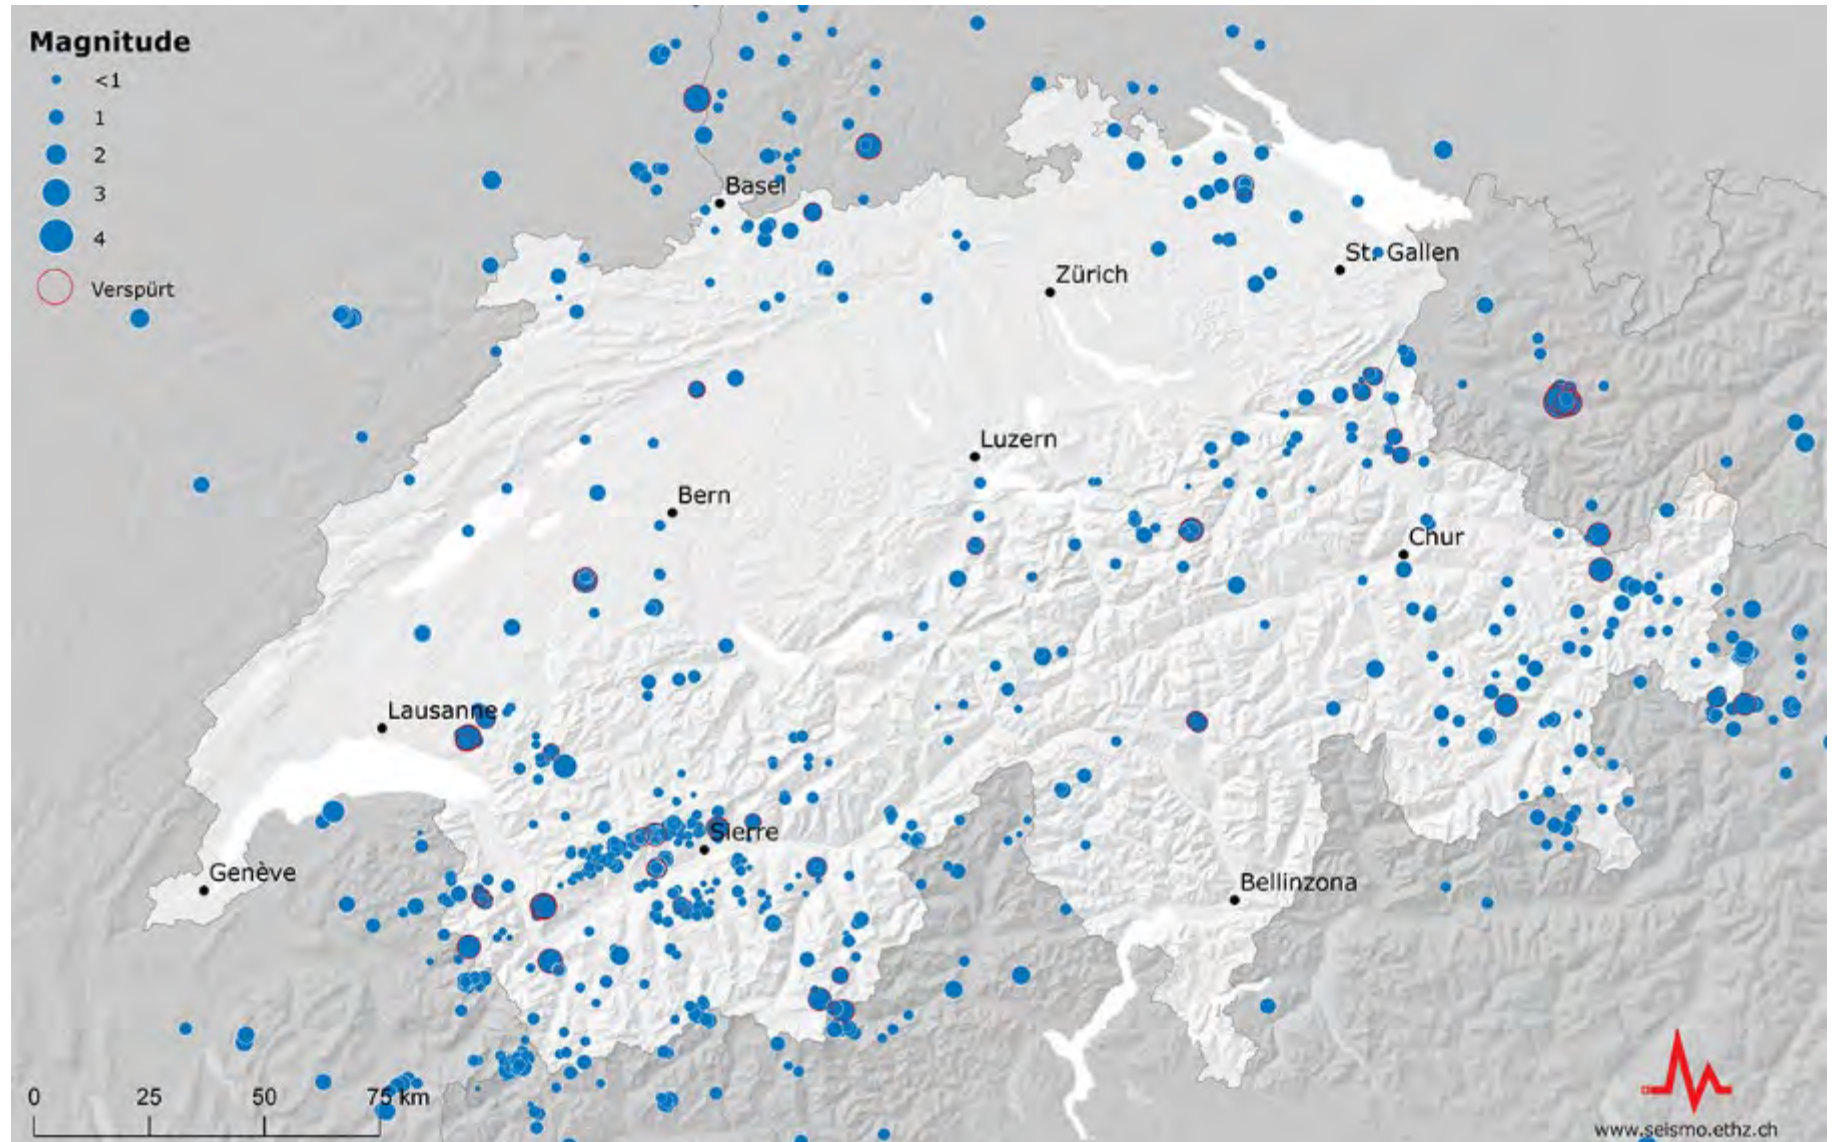 Magnitude
<1
1
2
3
4
Verspürt
Basel
St. Gallen
Zürich
Luzern
Bern
Chur
Lausanne
Sierre
Genève
Bellinzona
0 25 50 75 km
www.seismo.ethz.ch